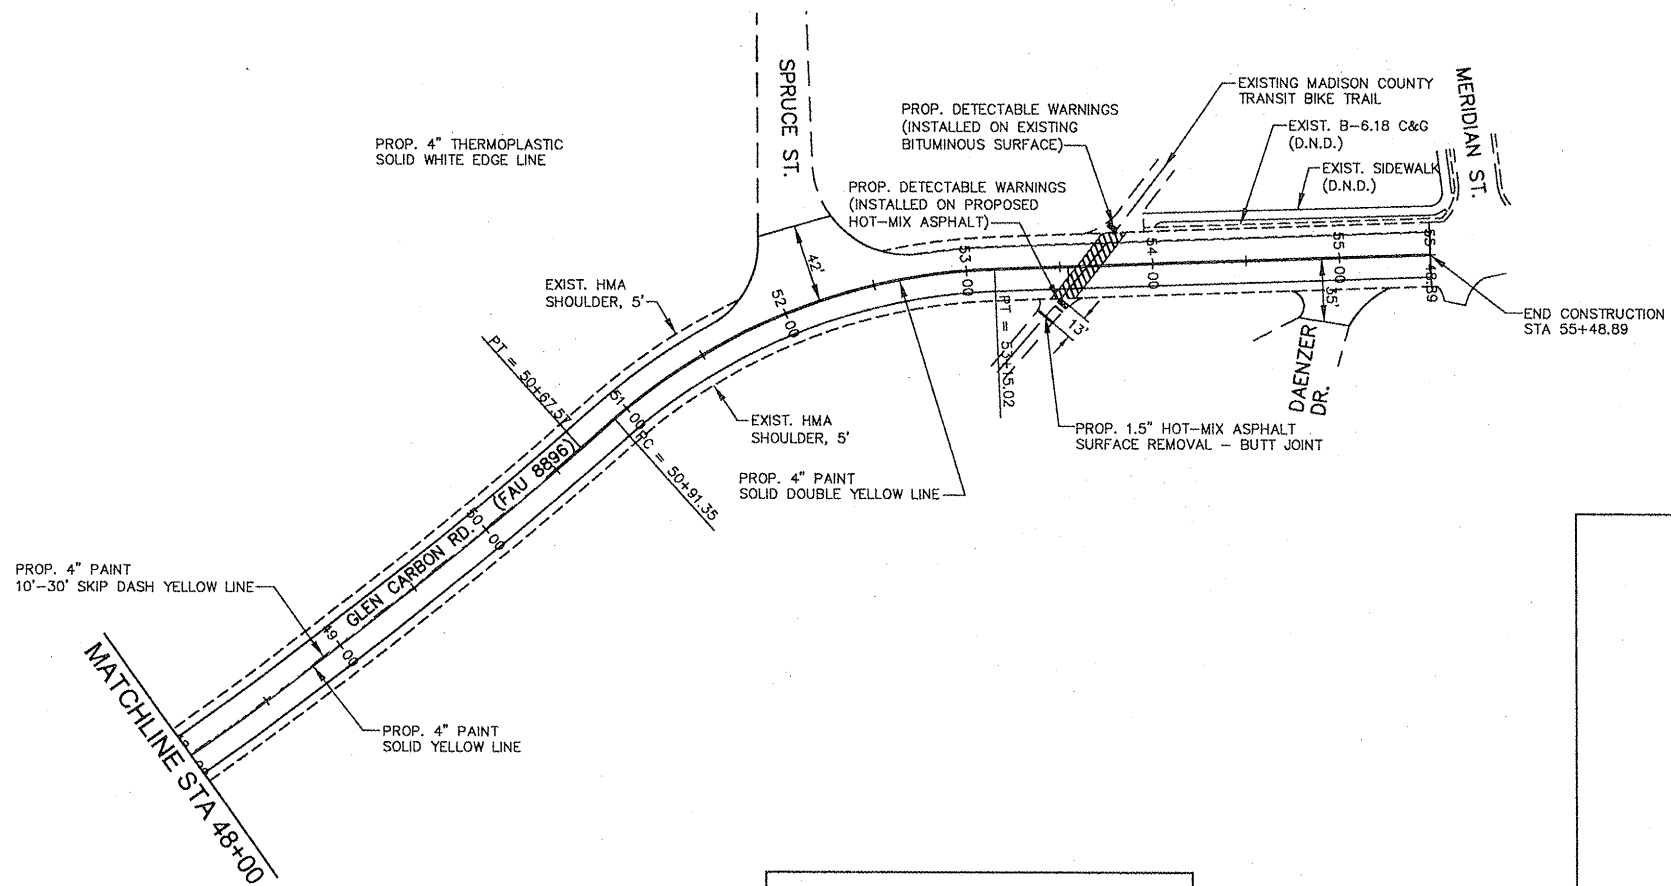 SPRUCE ST.
MERIDIAN ST.
EXISTING MADISON COUNTY
TRANSIT BIKE TRAIL
PROP. DETECTABLE WARNINGS
(INSTALLED ON EXISTING
BITUMINOUS SURFACE)
EXIST. B-6.18 C&G
(D.N.D.)
PROP. 4" THERMOPLASTIC
SOLID WHITE EDGE LINE
EXIST. SIDEWALK
(D.N.D.)
PROP. DETECTABLE WARNINGS
(INSTALLED ON PROPOSED
HOT-MIX ASPHALT)
42'
53+00
54+00
55+00
55+48.89
EXIST. HMA
SHOULDER, 5'
52+00
35'
13'
END CONSTRUCTION
STA 55+48.89
PT = 50+67.57
PT = 53+15.02
DAENZER
DR.
51+00
EXIST. HMA
SHOULDER, 5'
PROP. 1.5" HOT-MIX ASPHALT
SURFACE REMOVAL - BUTT JOINT
PC = 50+91.35
PROP. 4" PAINT
SOLID DOUBLE YELLOW LINE
GLEN CARBON RD. (FAU 8896)
50+00
PROP. 4" PAINT
10'-30' SKIP DASH YELLOW LINE
49+00
PROP. 4" PAINT
SOLID YELLOW LINE
MATCHLINE STA 48+00